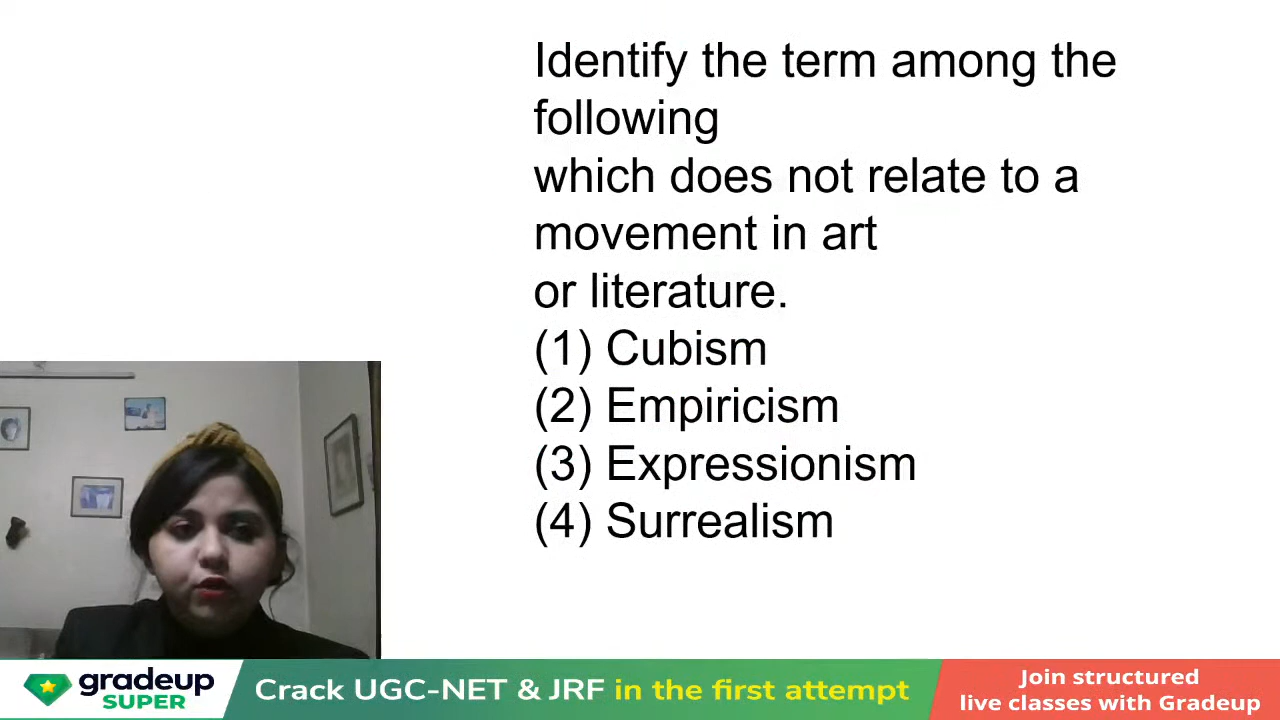 Identify the term among the
following
which does not relate to a
movement in art
or literature.
(1) Cubism
(2) Empiricism
(3) Expressionism
(4) Surrealism
gradeup
SUPER
Crack UGC-NET & JRF in the first attempt
Join structured
live classes with Gradeup